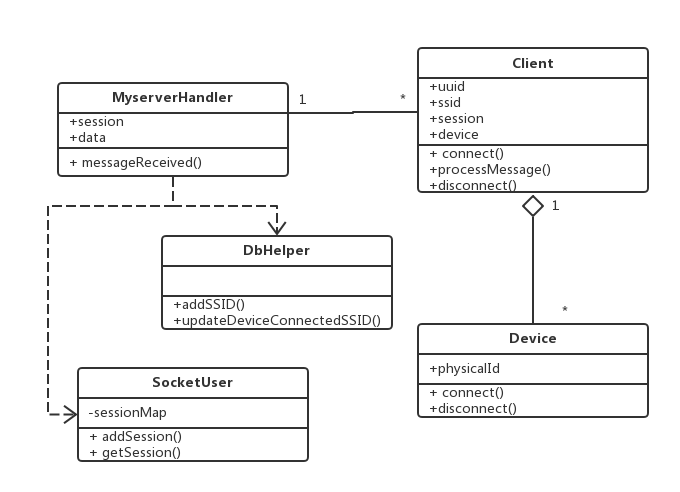 MyserverHandler
+session
+data
+ messageReceived()
1
*
Client
+uuid
+ssid
+session
+device
+ connect()
+processMessage()
+disconnect()
1
*
DbHelper
+addSSID()
+updateDeviceConnectedSSID()
Device
+physicalId
+ connect()
+disconnect()
SocketUser
-sessionMap
+ addSession()
+ getSession()